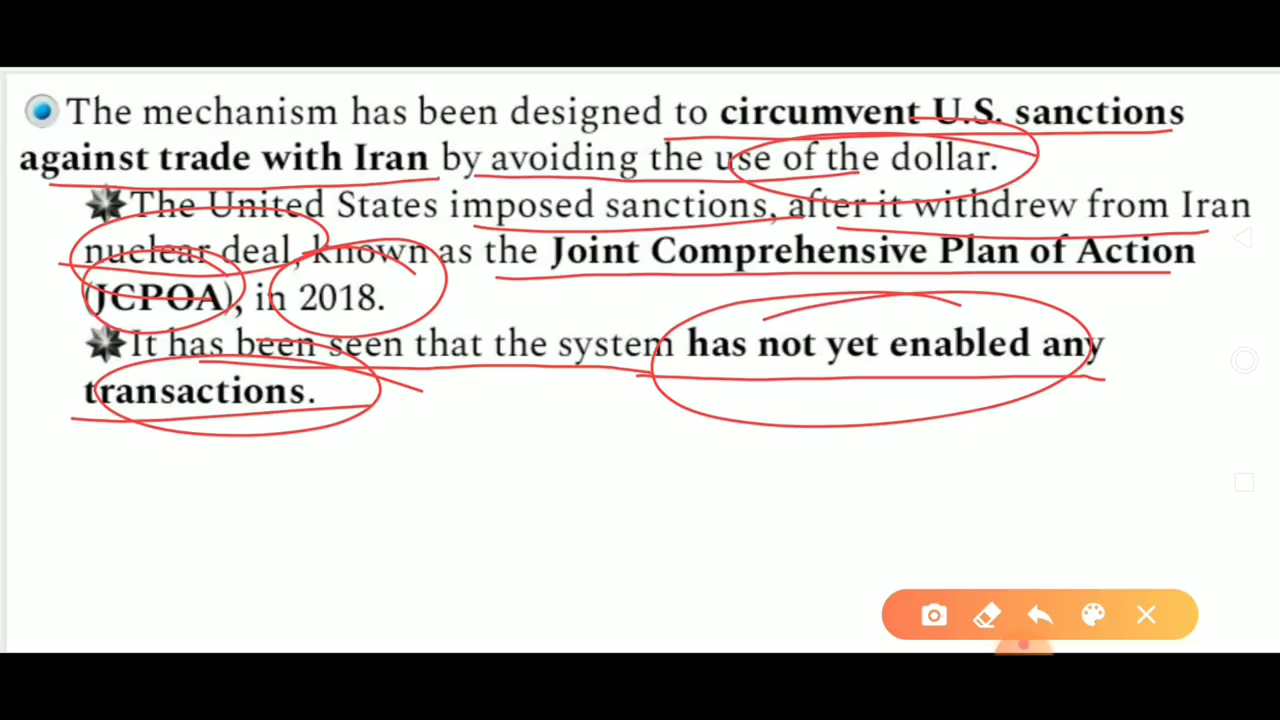 The mechanism has been designed to circumvent U.S. sanctions
against trade with Iran by avoiding the use of the dollar.
The United States imposed sanctions, after it withdrew from Iran
nuclear deal, known as the Joint Comprehensive Plan of Action
(JCPOA), in 2018.
It has been seen that the system has not yet enabled any
transactions.